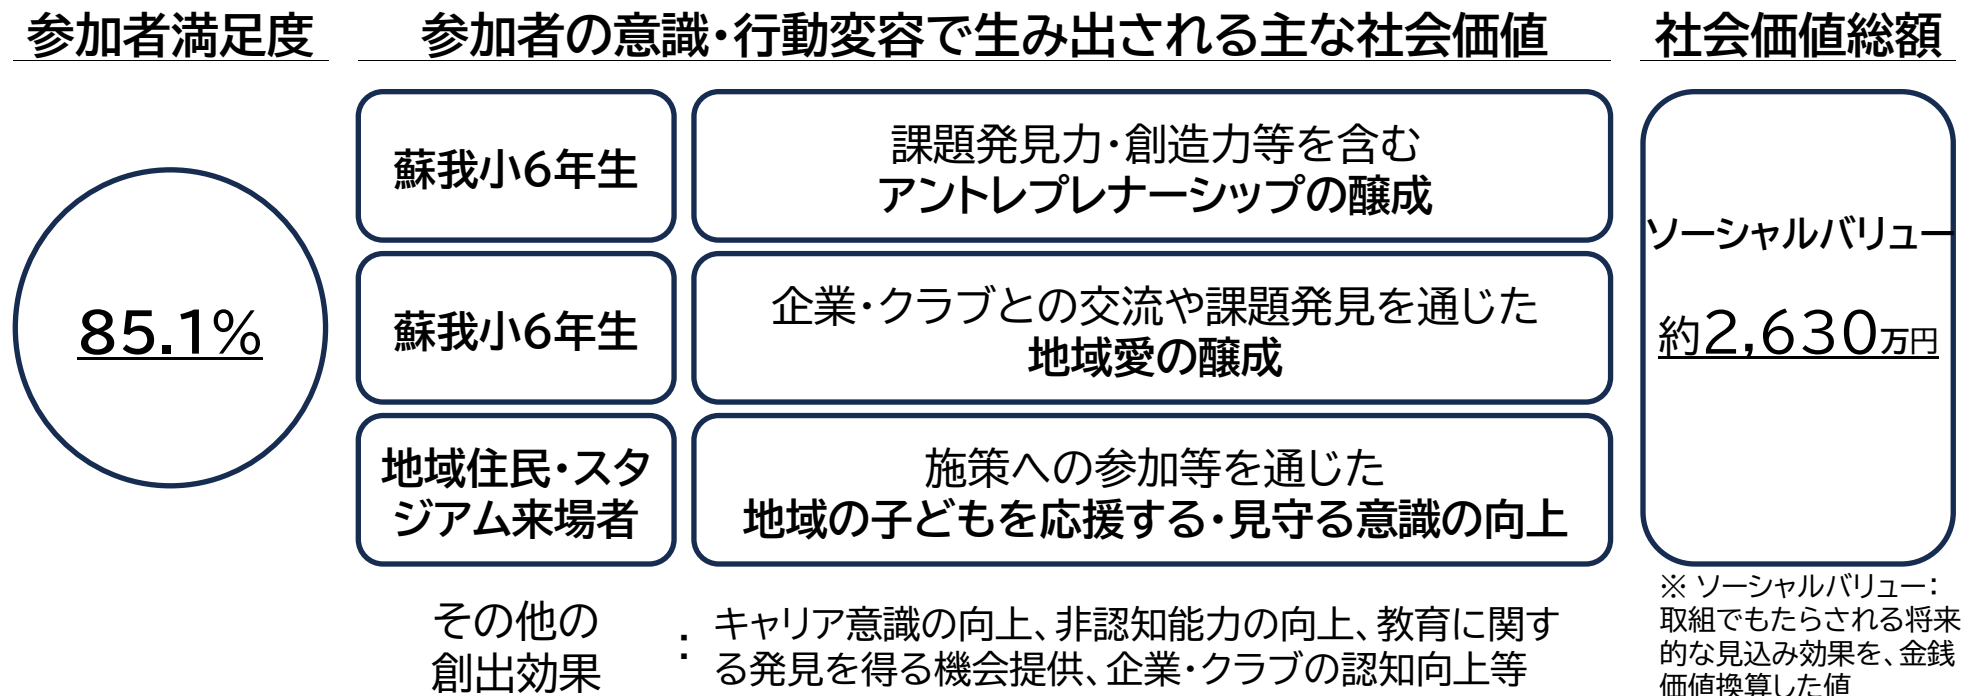 参加者満足度
参加者の意識・行動変容で生み出される主な社会価値
社会価値総額
85.1%
蘇我小6年生
課題発見力・創造力等を含む
アントレプレナーシップの醸成
蘇我小6年生
企業・クラブとの交流や課題発見を通じた
地域愛の醸成
地域住民・スタ
ジアム来場者
施策への参加等を通じた
地域の子どもを応援する・見守る意識の向上
ソーシャルバリュー
約2,630万円
その他の
創出効果
:
キャリア意識の向上、非認知能力の向上、教育に関す
る発見を得る機会提供、企業・クラブの認知向上等
※ ソーシャルバリュー：
取組でもたらされる将来
的な見込み効果を、金銭
価値換算した値